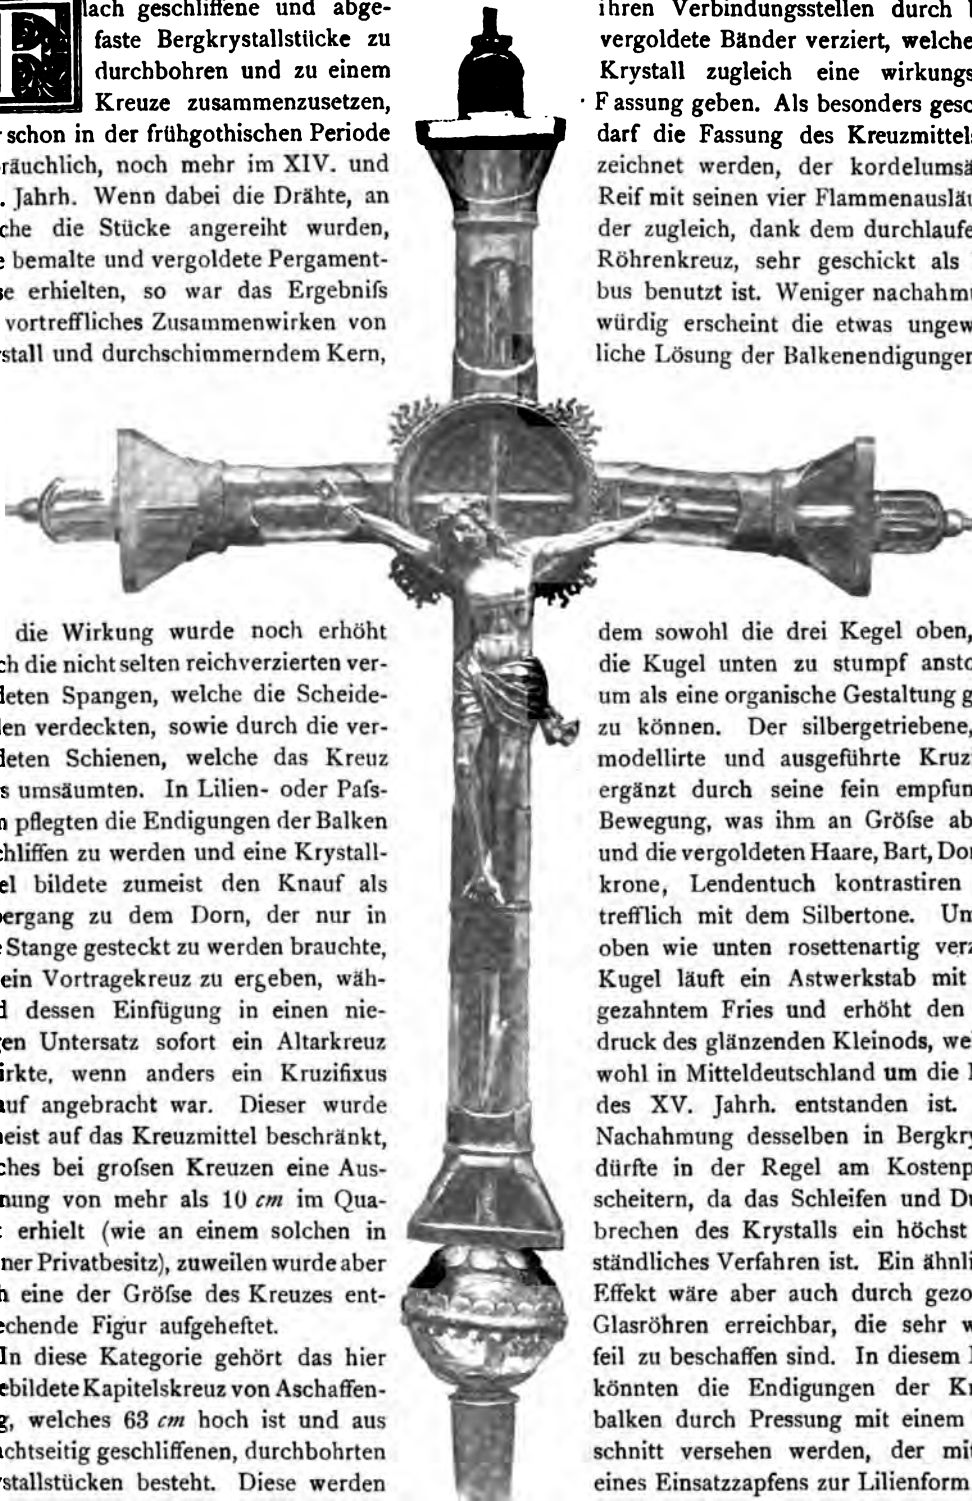 Flach geschliffene und abge-
faste Bergkrystallstücke zu
durchbohren und zu einem
Kreuze zusammenzusetzen,
r schon in der frühgothischen Periode
räuchlich, noch mehr im XIV. und
. Jahrh. Wenn dabei die Drähte, an
che die Stücke angereiht wurden,
e bemalte und vergoldete Pergament-
se erhielten, so war das Ergebniſs
vortreffliches Zusammenwirken von
stall und durchschimmerndem Kern,
die Wirkung wurde noch erhöht
ch die nicht selten reichverzierten ver-
deten Spangen, welche die Scheide-
len verdeckten, sowie durch die ver-
deten Schienen, welche das Kreuz
s umsäumten. In Lilien- oder Paſs-
n pflegten die Endigungen der Balken
chliffen zu werden und eine Krystall-
el bildete zumeist den Knauf als
ergang zu dem Dorn, der nur in
e Stange gesteckt zu werden brauchte,
ein Vortragekreuz zu ergeben, wäh-
d dessen Einfügung in einen nie-
gen Untersatz sofort ein Altarkreuz
irkte, wenn anders ein Kruzifixus
auf angebracht war. Dieser wurde
eist auf das Kreuzmittel beschränkt,
ches bei groſsen Kreuzen eine Aus-
nung von mehr als 10 cm im Qua-
t erhielt (wie an einem solchen in
ner Privatbesitz), zuweilen wurde aber
h eine der Gröſse des Kreuzes ent-
echende Figur aufgeheftet.
In diese Kategorie gehört das hier
ebildete Kapitelskreuz von Aschaffen-
g, welches 63 cm hoch ist und aus
chtseitig geschliffenen, durchbohrten
stallstücken besteht. Diese werden
ihren Verbindungsstellen durch
vergoldete Bänder verziert, welche
Krystall zugleich eine wirkungs
Fassung geben. Als besonders gesc
darf die Fassung des Kreuzmittels
zeichnet werden, der kordelumsä
Reif mit seinen vier Flammenausläu
der zugleich, dank dem durchlaufe
Röhrenkreuz, sehr geschickt als
bus benutzt ist. Weniger nachahmu
würdig erscheint die etwas ungew
liche Lösung der Balkenendigungen
dem sowohl die drei Kegel oben,
die Kugel unten zu stumpf ansto
um als eine organische Gestaltung g
zu können. Der silbergetriebene,
modellirte und ausgeführte Kruz
ergänzt durch seine fein empfun
Bewegung, was ihm an Gröſse ab
und die vergoldeten Haare, Bart, Dor
krone, Lendentuch kontrastiren
trefflich mit dem Silbertone. Um
oben wie unten rosettenartig verz
Kugel läuft ein Astwerkstab mit
gezahntem Fries und erhöht den
druck des glänzenden Kleinods, we
wohl in Mitteldeutschland um die
des XV. Jahrh. entstanden ist.
Nachahmung desselben in Bergkry
dürfte in der Regel am Kostenp
scheitern, da das Schleifen und Du
brechen des Krystalls ein höchst
ständliches Verfahren ist. Ein ähnli
Effekt wäre aber auch durch gezo
Glasröhren erreichbar, die sehr w
feil zu beschaffen sind. In diesem
könnten die Endigungen der Kr
balken durch Pressung mit einem
schnitt versehen werden, der mit
eines Einsatzzapfens zur Lilienform